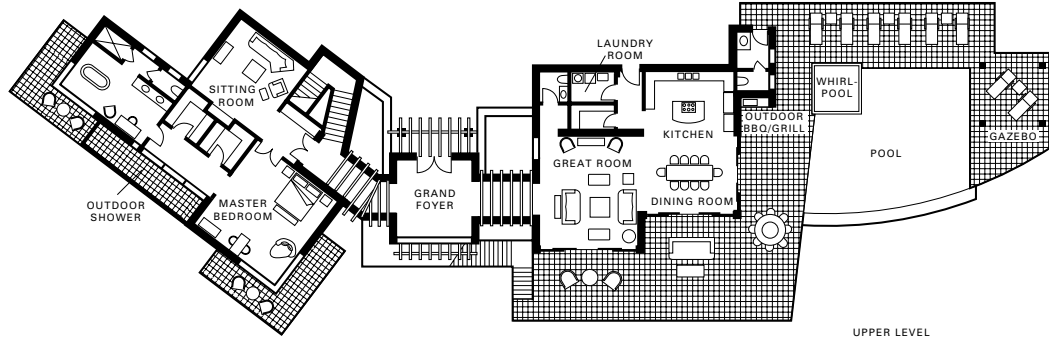 LAUNDRY
ROOM
SITTING
ROOM
WHIRL-
POOL
OUTDOOR
BBQ/GRILL
KITCHEN
GAZEBO
POOL
GREAT ROOM
GRAND
FOYER
DINING ROOM
OUTDOOR
SHOWER
MASTER
BEDROOM
UPPER LEVEL